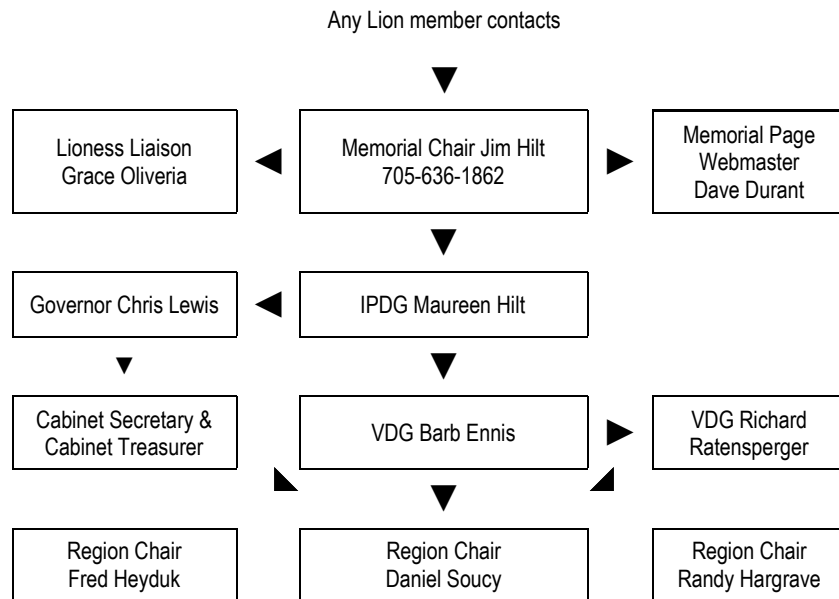 Any Lion member contacts
Lioness Liaison
Grace Oliveria
Memorial Chair Jim Hilt
705-636-1862
Memorial Page
Webmaster
Dave Durant
Governor Chris Lewis
IPDG Maureen Hilt
Cabinet Secretary &
Cabinet Treasurer
VDG Barb Ennis
VDG Richard
Ratensperger
Region Chair
Fred Heyduk
Region Chair
Daniel Soucy
Region Chair
Randy Hargrave